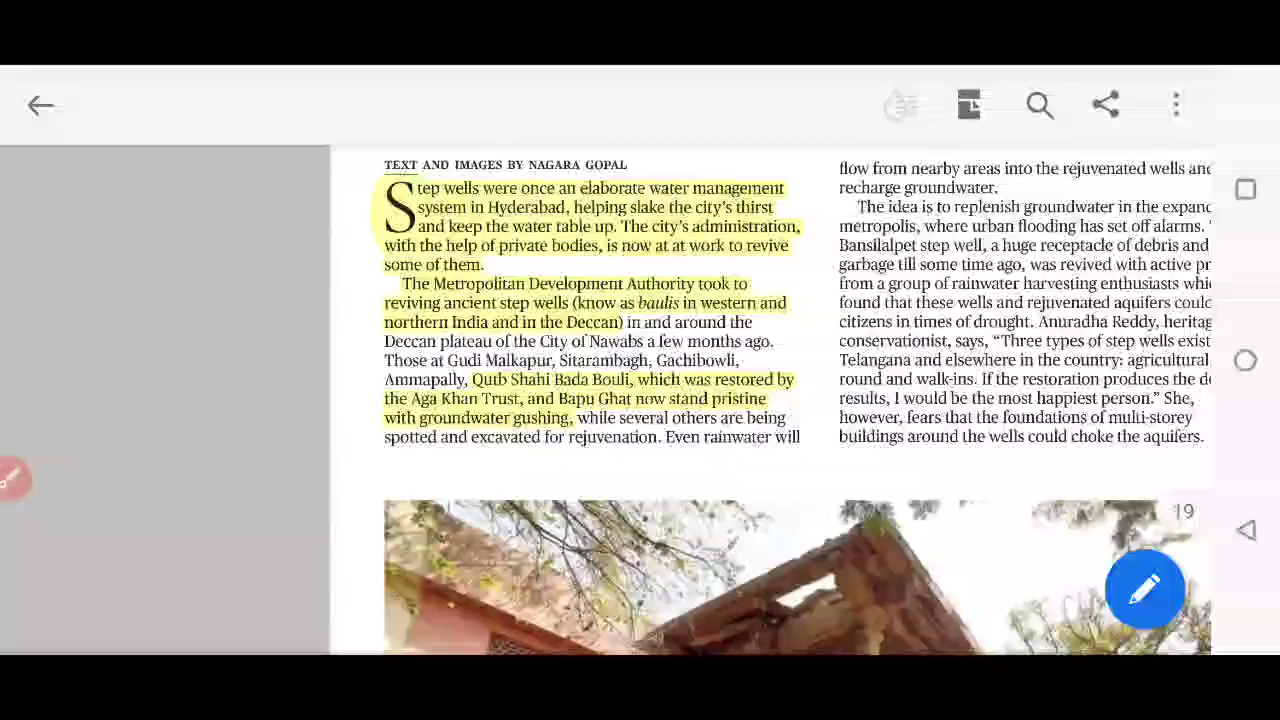 TEXT AND IMAGES BY NAGARA GOPAL
Step wells were once an elaborate water management
system in Hyderabad, helping slake the city's thirst
and keep the water table up. The city's administration,
with the help of private bodies, is now at at work to revive
some of them.
The Metropolitan Development Authority took to
reviving ancient step wells (know as baulis in western and
northern India and in the Deccan) in and around the
Deccan plateau of the City of Nawabs a few months ago.
Those at Gudi Malkapur, Sitarambagh, Gachibowli,
Ammapally, Qutb Shahi Bada Bouli, which was restored by
the Aga Khan Trust, and Bapu Ghat now stand pristine
with groundwater gushing, while several others are being
spotted and excavated for rejuvenation. Even rainwater will
flow from nearby areas into the rejuvenated wells and
recharge groundwater.
The idea is to replenish groundwater in the expand
metropolis, where urban flooding has set off alarms.
Bansilalpet step well, a huge receptacle of debris and
garbage till some time ago, was revived with active pr
from a group of rainwater harvesting enthusiasts whi
found that these wells and rejuvenated aquifers could
citizens in times of drought. Anuradha Reddy, heritag
conservationist, says, "Three types of step wells exist
Telangana and elsewhere in the country: agricultural
round and walk-ins. If the restoration produces the de
results, I would be the most happiest person." She,
however, fears that the foundations of multi-storey
buildings around the wells could choke the aquifers.
19